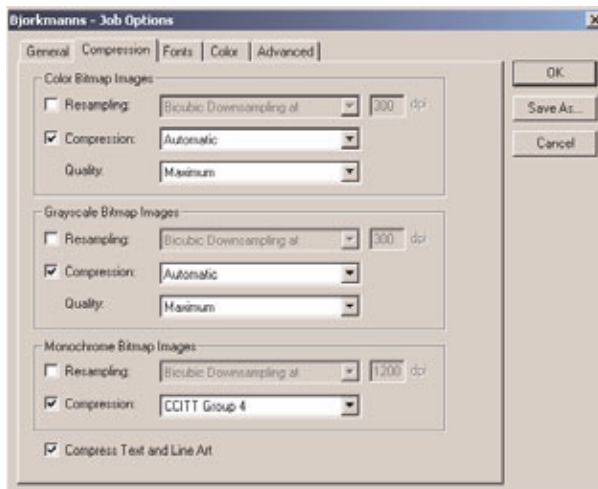 Bjorkmanns - Job Options
General Compression Fonts Color Advanced
Color Bitmap Images
Resampling: Bicubic Downsampling at 300 dpi
Compression: Automatic
Quality: Maximum
Grayscale Bitmap Images
Resampling: Bicubic Downsampling at 300 dpi
Compression: Automatic
Quality: Maximum
Monochrome Bitmap Images
Resampling: Bicubic Downsampling at 1200 dpi
Compression: CCITT Group 4
Compress Text and Line Art
OK
Save As...
Cancel